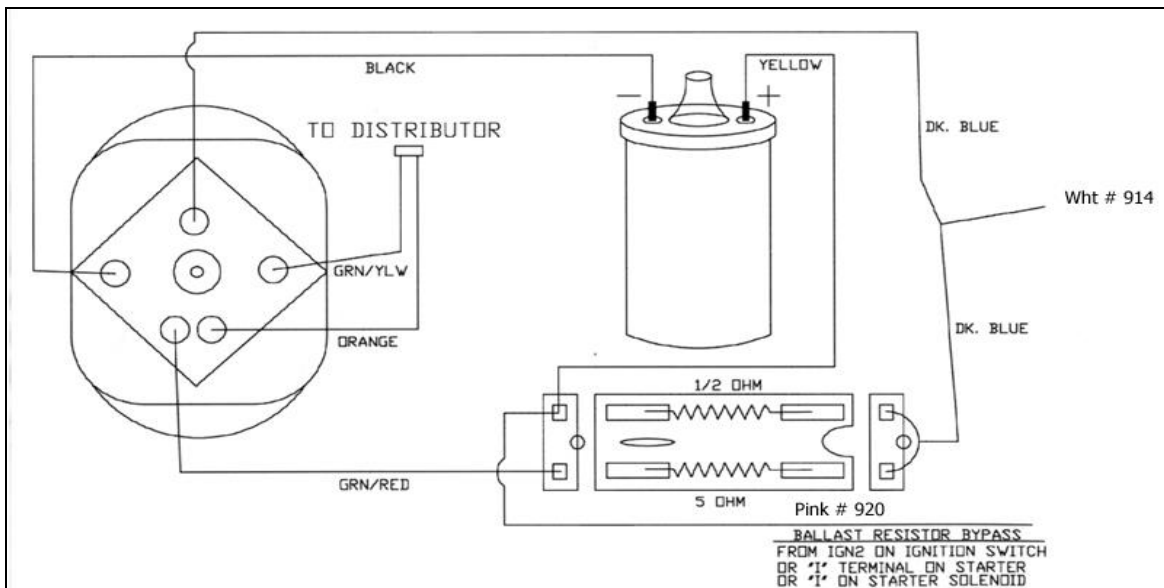 BLACK
YELLOW
− +
TO DISTRIBUTOR
DK. BLUE
Wht # 914
GRN/YLW
DK. BLUE
ORANGE
1/2 OHM
GRN/RED
5 OHM
Pink # 920
BALLAST RESISTOR BYPASS
FROM IGN2 ON IGNITION SWITCH
OR "I" TERMINAL ON STARTER
OR "I" ON STARTER SOLENOID